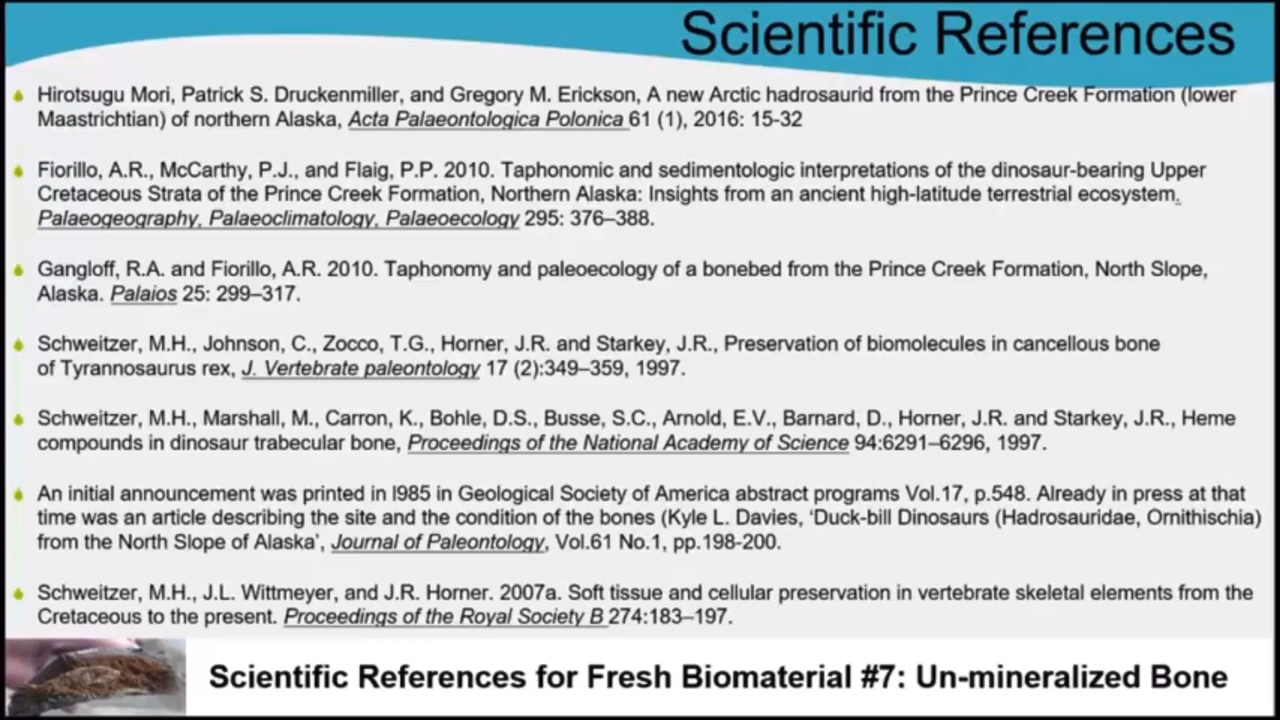 Scientific References
Hirotsugu Mori, Patrick S. Druckenmiller, and Gregory M. Erickson, A new Arctic hadrosaurid from the Prince Creek Formation (lower
Maastrichtian) of northern Alaska, Acta Palaeontologica Polonica 61 (1), 2016: 15-32
Fiorillo, A.R., McCarthy, P.J., and Flaig, P.P. 2010. Taphonomic and sedimentologic interpretations of the dinosaur-bearing Upper
Cretaceous Strata of the Prince Creek Formation, Northern Alaska: Insights from an ancient high-latitude terrestrial ecosystem.
Palaeogeography, Palaeoclimatology, Palaeoecology 295: 376–388.
Gangloff, R.A. and Fiorillo, A.R. 2010. Taphonomy and paleoecology of a bonebed from the Prince Creek Formation, North Slope,
Alaska. Palaios 25: 299–317.
Schweitzer, M.H., Johnson, C., Zocco, T.G., Horner, J.R. and Starkey, J.R., Preservation of biomolecules in cancellous bone
of Tyrannosaurus rex, J. Vertebrate paleontology 17 (2):349–359, 1997.
Schweitzer, M.H., Marshall, M., Carron, K., Bohle, D.S., Busse, S.C., Arnold, E.V., Barnard, D., Horner, J.R. and Starkey, J.R., Heme
compounds in dinosaur trabecular bone, Proceedings of the National Academy of Science 94:6291–6296, 1997.
An initial announcement was printed in l985 in Geological Society of America abstract programs Vol.17, p.548. Already in press at that
time was an article describing the site and the condition of the bones (Kyle L. Davies, ‘Duck-bill Dinosaurs (Hadrosauridae, Ornithischia)
from the North Slope of Alaska’, Journal of Paleontology, Vol.61 No.1, pp.198-200.
Schweitzer, M.H., J.L. Wittmeyer, and J.R. Horner. 2007a. Soft tissue and cellular preservation in vertebrate skeletal elements from the
Cretaceous to the present. Proceedings of the Royal Society B 274:183–197.
Scientific References for Fresh Biomaterial #7: Un-mineralized Bone